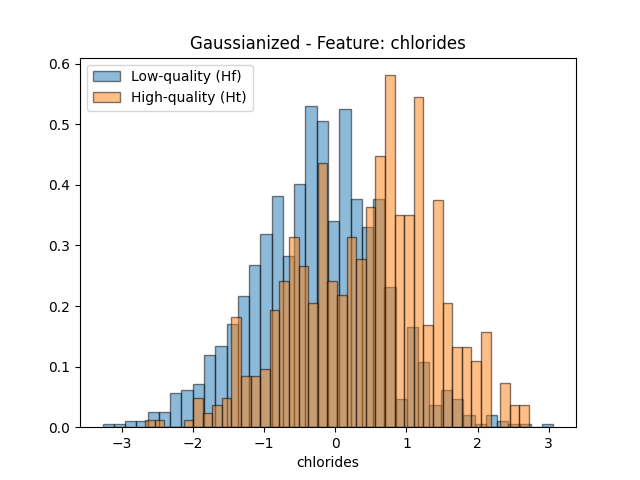 Gaussianized - Feature: chlorides
Low-quality (Hf)
High-quality (Ht)
0.6
0.5
0.4
0.3
0.2
0.1
0.0
−3 −2 −1 0 1 2 3
chlorides